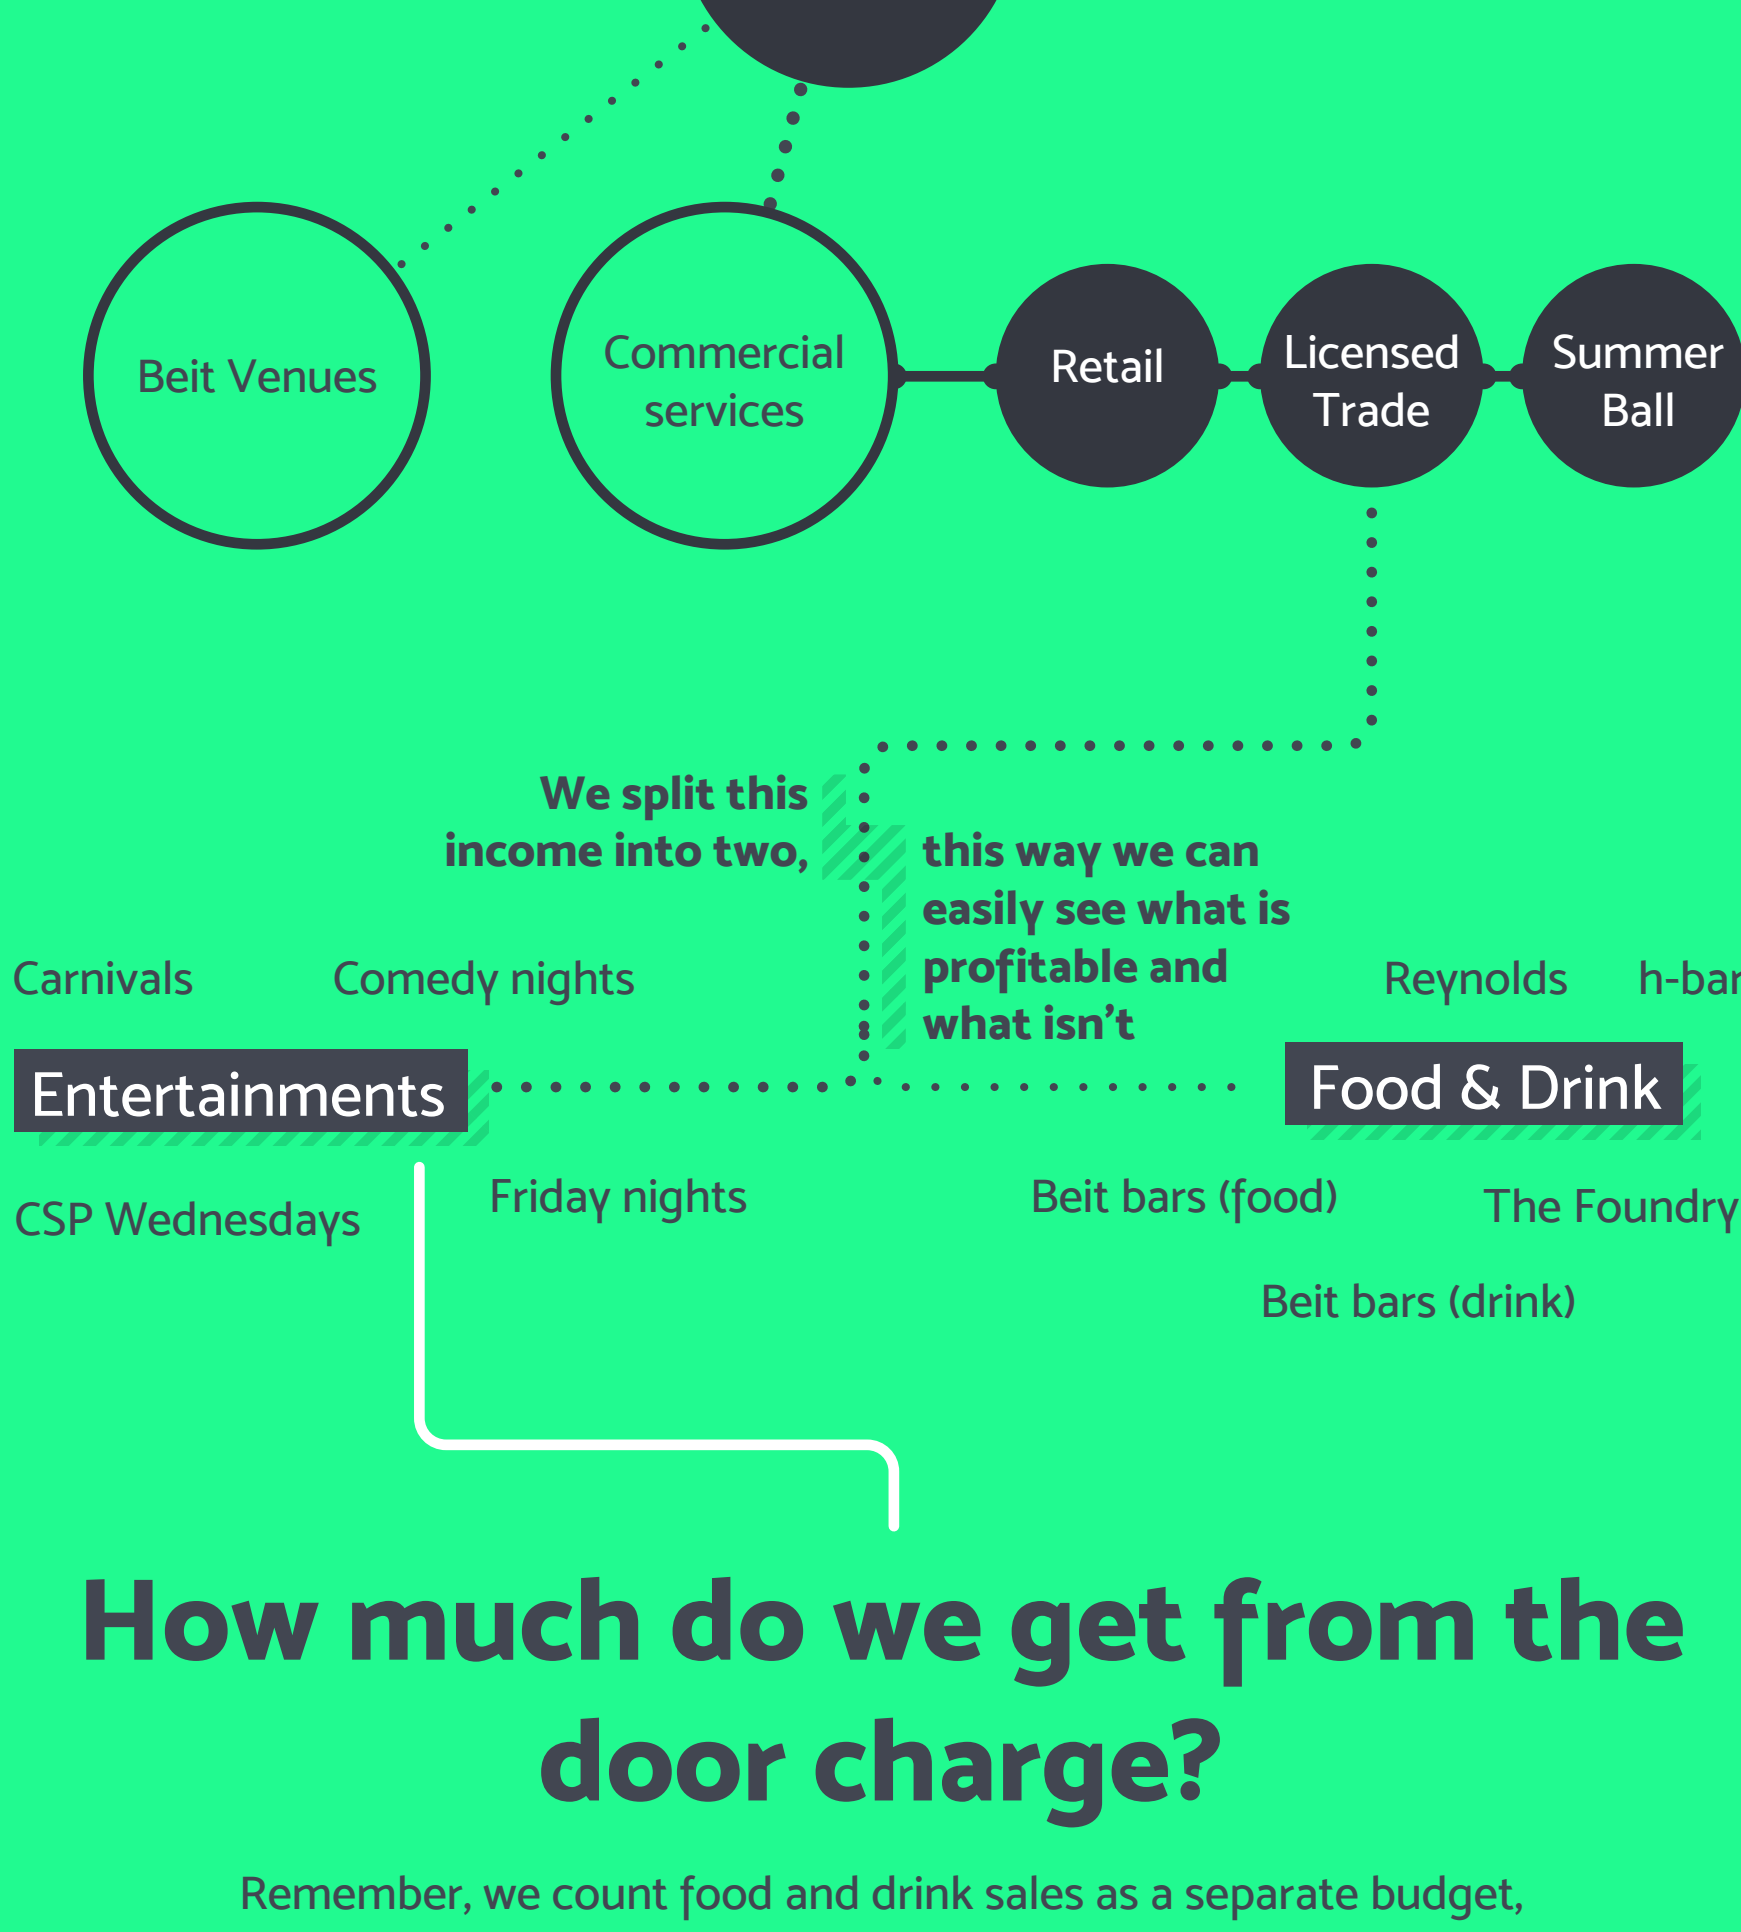 Beit Venues
Commercial
services
Retail
Licensed
Trade
Summer
Ball
We split this
income into two,
this way we can
easily see what is
profitable and
what isn't
Carnivals
Comedy nights
Entertainments
CSP Wednesdays
Friday nights
Reynolds
h-bar
Food & Drink
Beit bars (food)
The Foundry
Beit bars (drink)
How much do we get from the
door charge?
Remember, we count food and drink sales as a separate budget,